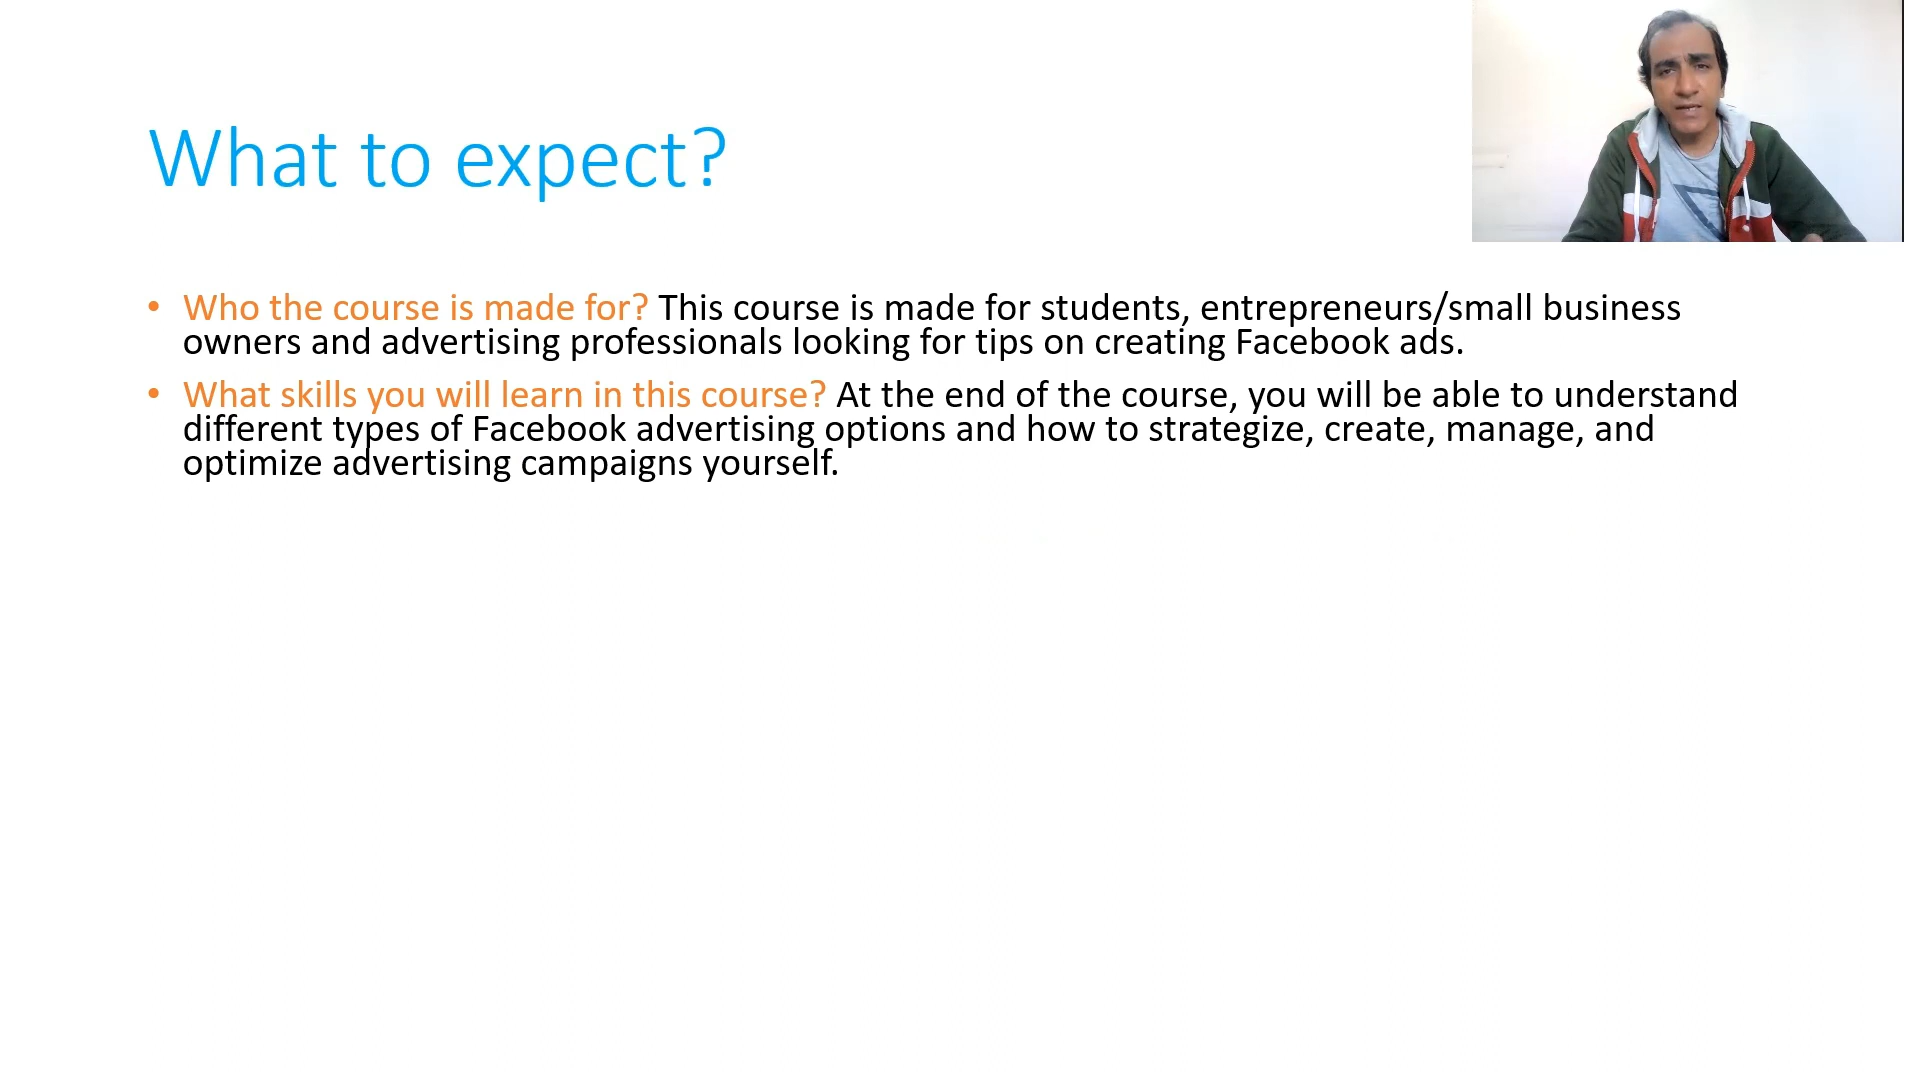 What to expect?
• Who the course is made for? This course is made for students, entrepreneurs/small business
owners and advertising professionals looking for tips on creating Facebook ads.
• What skills you will learn in this course? At the end of the course, you will be able to understand
different types of Facebook advertising options and how to strategize, create, manage, and
optimize advertising campaigns yourself.